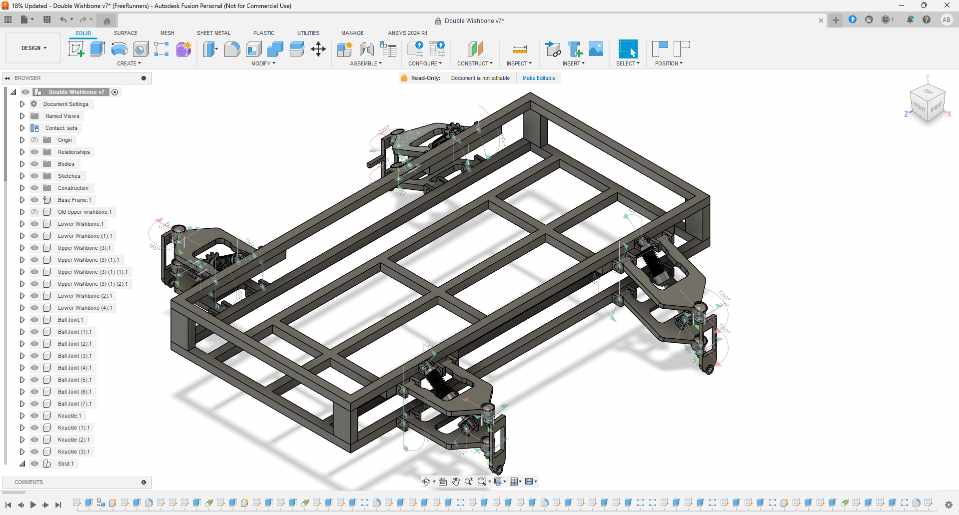 18% Updated - Double Wishbone v7* (FreeRunners) - Autodesk Fusion Personal (Not for Commercial Use)
Double Wishbone v7*
SOLID SURFACE MESH SHEET METAL PLASTIC UTILITIES MANAGE ANSYS 2024 R1
DESIGN
CREATE MODIFY ASSEMBLE CONFIGURE CONSTRUCT INSPECT INSERT SELECT POSITION
BROWSER
Read-Only: Document is not editable Make Editable
Double Wishbone v7
Document Settings
Named Views
Contact sets
Origin
Relationships
Bodies
Sketches
Construction
Base Frame:1
Old Upper wishbone:1
Lower Wishbone:1
Lower Wishbone (1):1
Upper Wishbone (3):1
Upper Wishbone (3) (1):1
Upper Wishbone (3) (1) (1):1
Upper Wishbone (3) (1) (2):1
Lower Wishbone (2):1
Lower Wishbone (4):1
Ball Joint:1
Ball Joint (1):1
Ball Joint (2):1
Ball Joint (3):1
Ball Joint (4):1
Ball Joint (5):1
Ball Joint (6):1
Ball Joint (7):1
Knuckle:1
Knuckle (1):1
Knuckle (2):1
Knuckle (3):1
Strut:1
COMMENTS